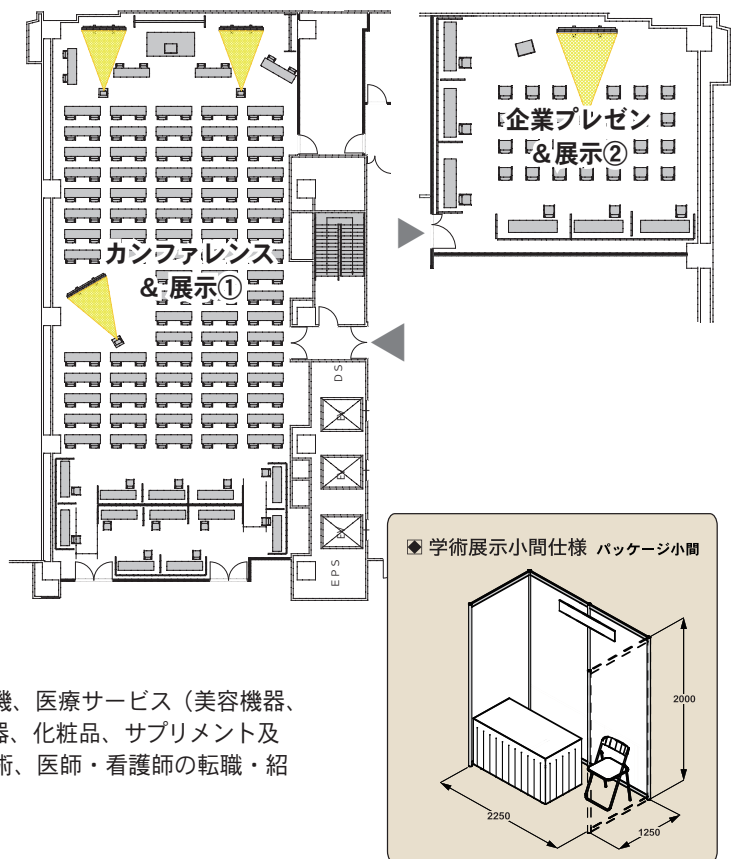 カンファレンス
& 展示①
企業プレゼン
&展示②
DS
EV
EV
EV
EPS
◆ 学術展示小間仕様 パッケージ小間
2000
2250
1250
機、医療サービス（美容機器、
器、化粧品、サプリメント及
術、医師・看護師の転職・紹